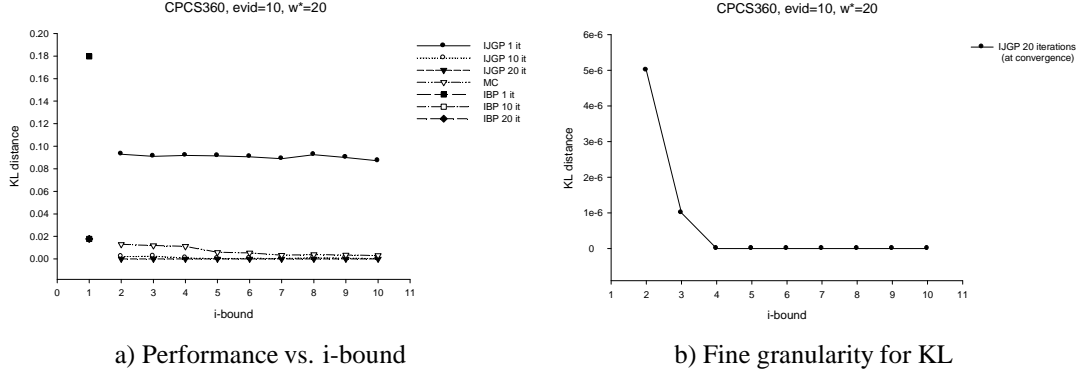 CPCS360, evid=10, w*=20
KL distance
0.20
0.18
0.16
0.14
0.12
0.10
0.08
0.06
0.04
0.02
0.00
0 1 2 3 4 5 6 7 8 9 10 11
i-bound
IJGP 1 it
IJGP 10 it
IJGP 20 it
MC
IBP 1 it
IBP 10 it
IBP 20 it
a) Performance vs. i-bound
CPCS360, evid=10, w*=20
KL distance
6e-6
5e-6
4e-6
3e-6
2e-6
1e-6
0
1 2 3 4 5 6 7 8 9 10 11
i-bound
IJGP 20 iterations
(at convergence)
b) Fine granularity for KL